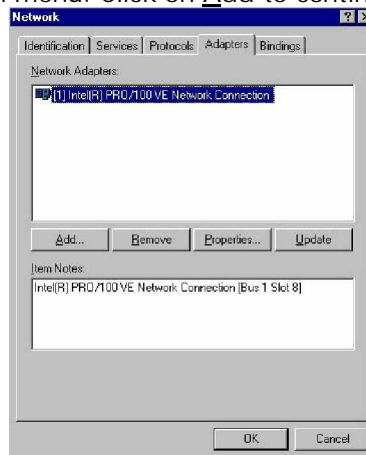 menu. Click on Add to contin
Network
Identification Services Protocols Adapters Bindings
Network Adapters:
[1] Intel(R) PRO/100 VE Network Connection
Add... Remove Properties... Update
Item Notes:
Intel(R) PRO/100 VE Network Connection [Bus 1 Slot 8]
OK Cancel